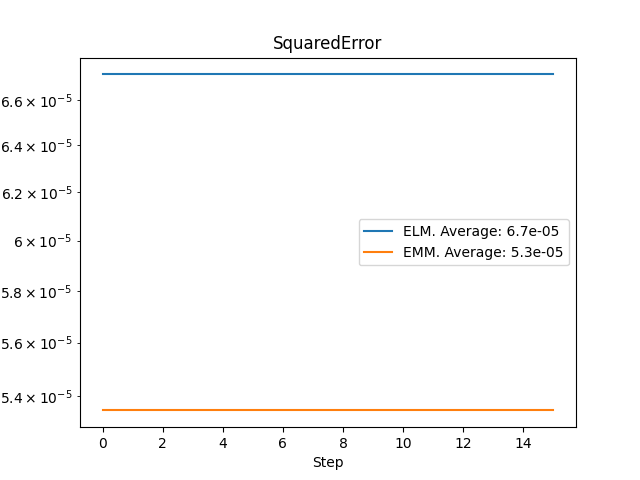 SquaredError
6.6 × 10⁻⁵
6.4 × 10⁻⁵
6.2 × 10⁻⁵
6 × 10⁻⁵
5.8 × 10⁻⁵
5.6 × 10⁻⁵
5.4 × 10⁻⁵
ELM. Average: 6.7e-05
EMM. Average: 5.3e-05
0 2 4 6 8 10 12 14
Step